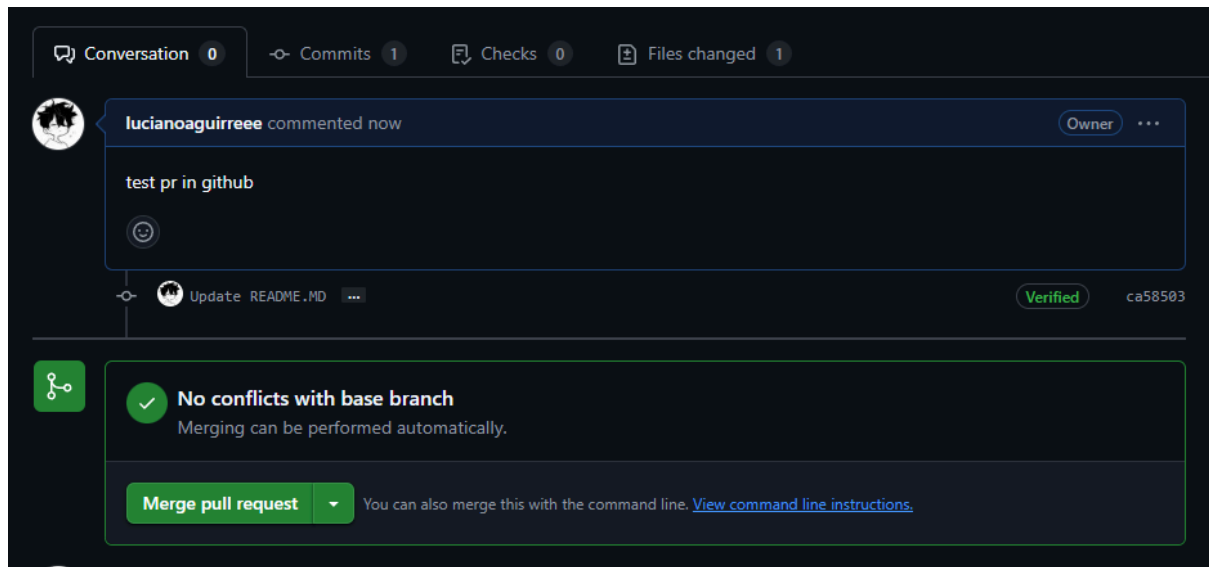 Conversation 0 Commits 1 Checks 0 Files changed 1
lucianoaguirreee commented now Owner
test pr in github
Update README.MD ... Verified ca58503
No conflicts with base branch
Merging can be performed automatically.
Merge pull request You can also merge this with the command line. View command line instructions.